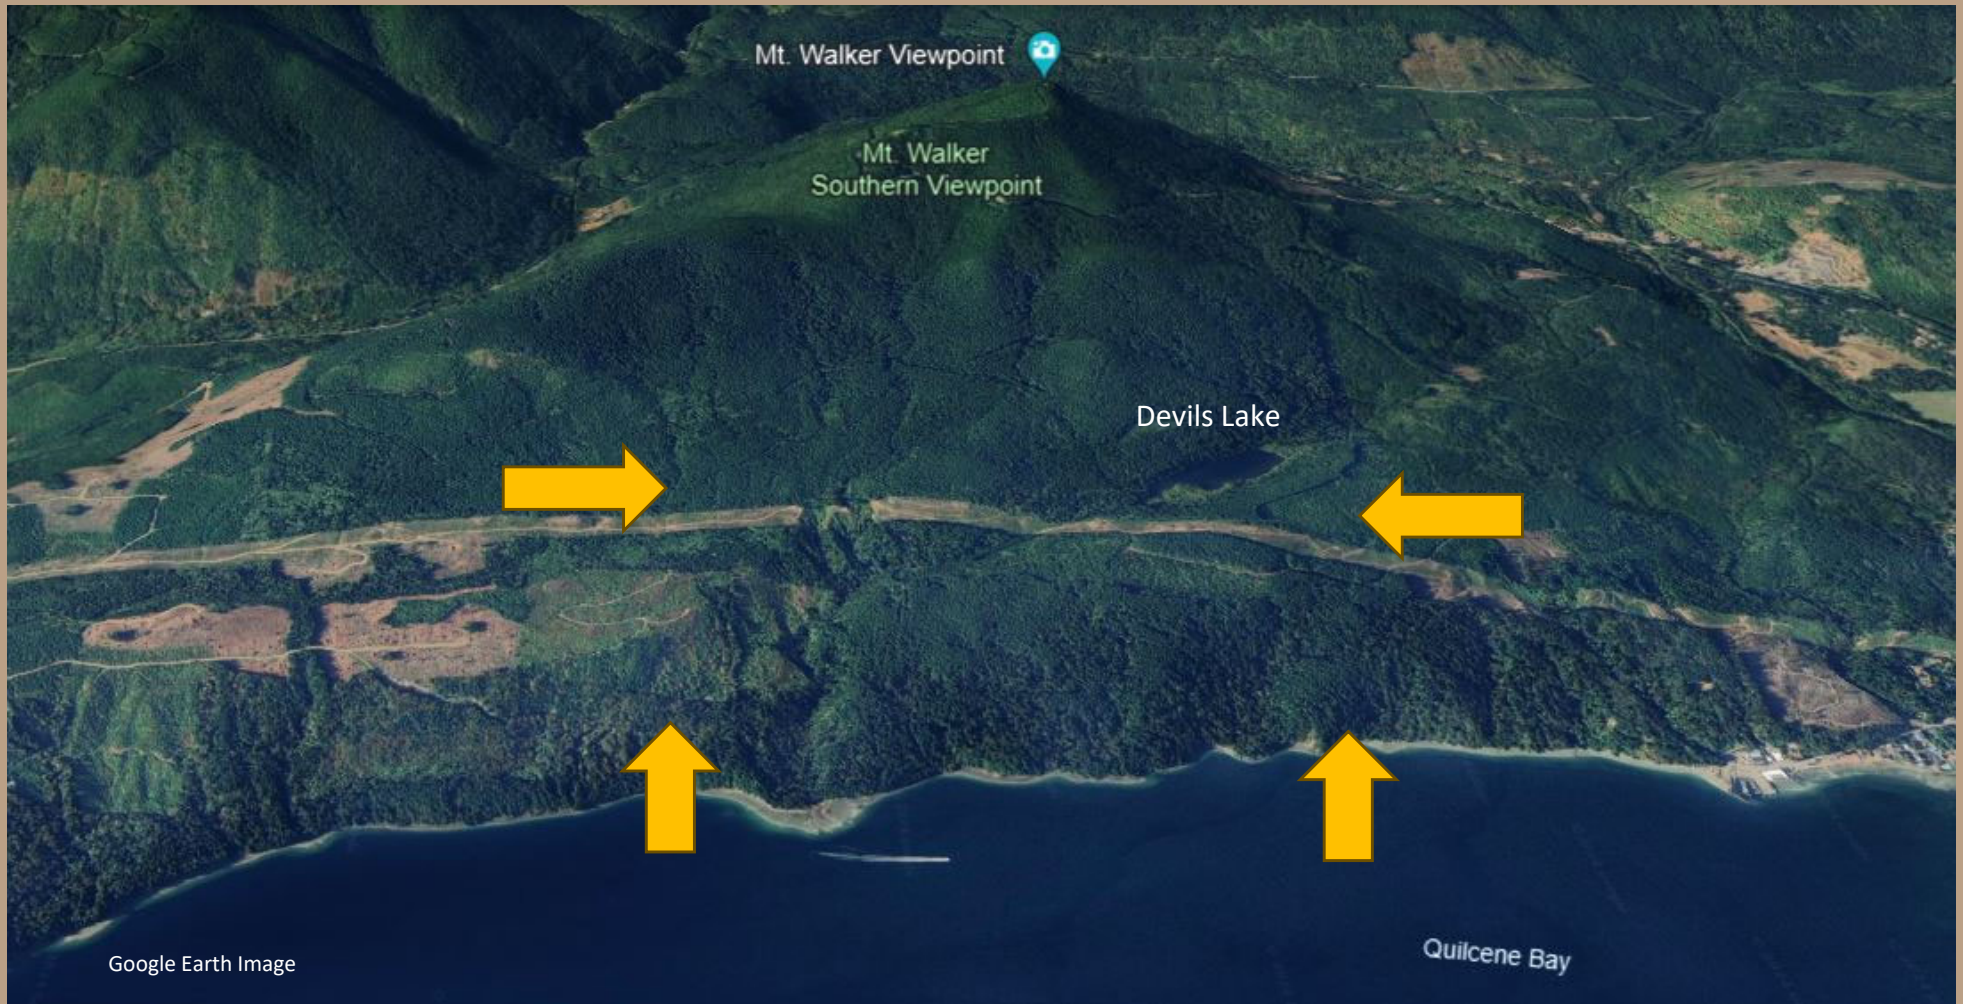 Mt. Walker Viewpoint
Mt. Walker
Southern Viewpoint
Devils Lake
Google Earth Image
Quilcene Bay